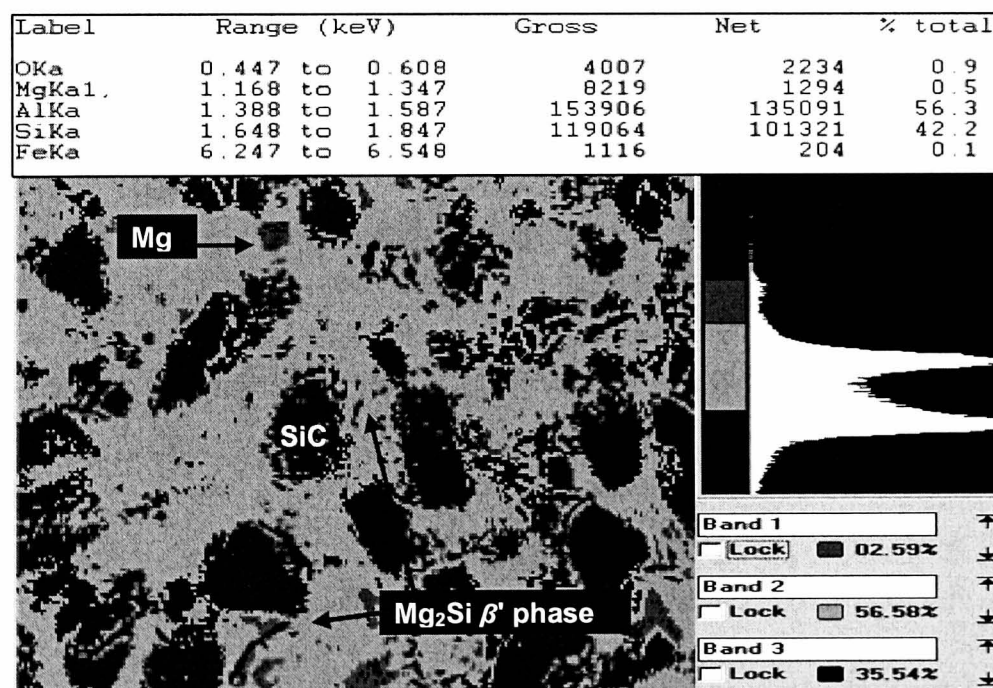 Label Range (keV) Gross Net % total
OKa 0.447 to 0.608 4007 2234 0.9
MgKa1, 1.168 to 1.347 8219 1294 0.5
AlKa 1.388 to 1.587 153906 135091 56.3
SiKa 1.648 to 1.847 119064 101321 42.2
FeKa 6.247 to 6.548 1116 204 0.1
Mg
SiC
Mg₂Si β' phase
Band 1
Lock 02.59%
Band 2
Lock 56.58%
Band 3
Lock 35.54%